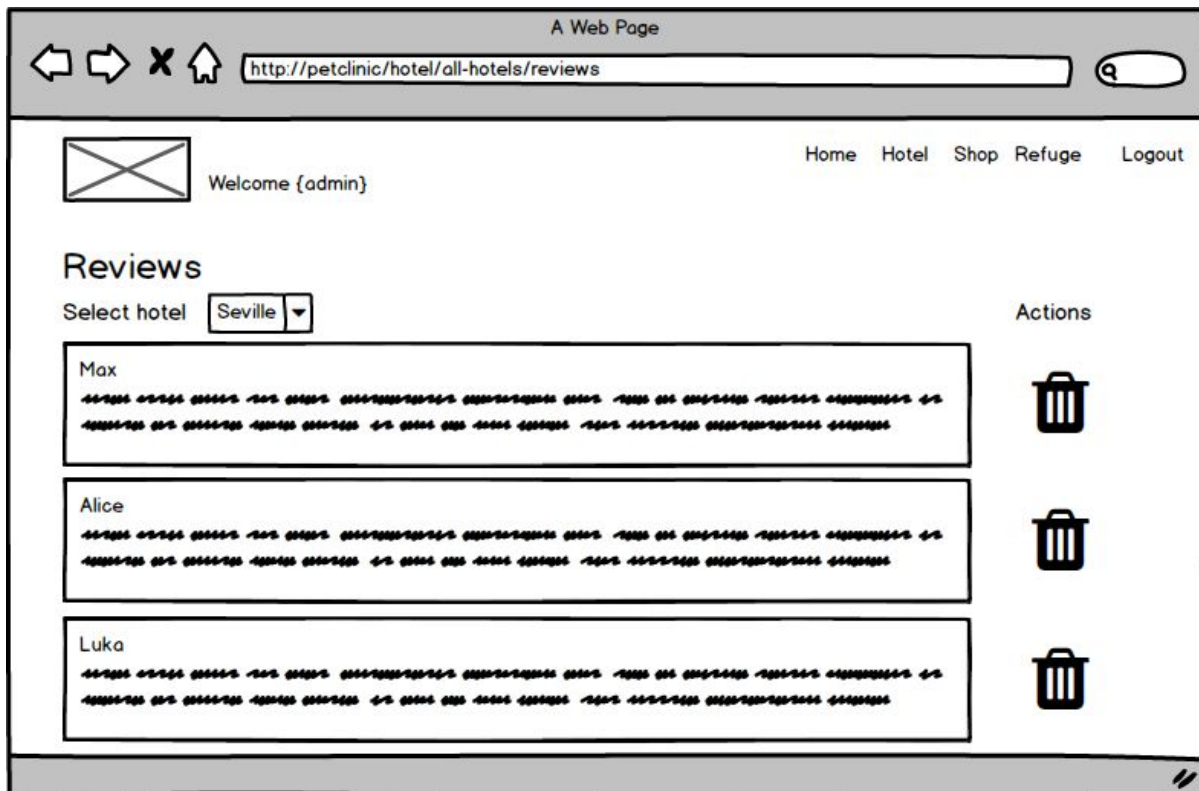 A Web Page
http://petclinic/hotel/all-hotels/reviews
Home Hotel Shop Refuge Logout
Welcome {admin}
Reviews
Select hotel Seville Actions
Max
Alice
Luka